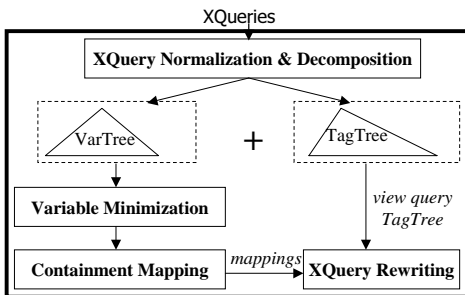 XQueries
XQuery Normalization & Decomposition
VarTree
+
TagTree
view query
TagTree
Variable Minimization
Containment Mapping
mappings
XQuery Rewriting